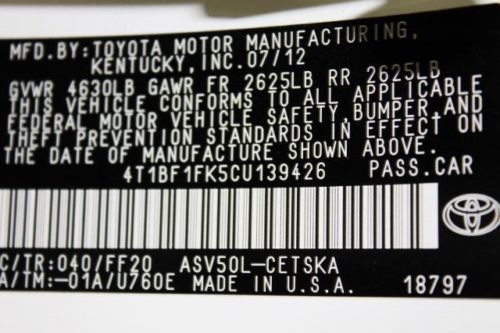 MFD.BY:TOYOTA MOTOR MANUFACTURING,
KENTUCKY,INC.07/12
GVWR 4630LB GAWR FR 2625LB RR 2625LB
THIS VEHICLE CONFORMS TO ALL APPLICABLE
FEDERAL MOTOR VEHICLE SAFETY,BUMPER,AND
THEFT PREVENTION STANDARDS IN EFFECT ON
THE DATE OF MANUFACTURE SHOWN ABOVE.
4T1BF1FK5CU139426 PASS.CAR
C/TR:040/FF20 ASV50L-CETSKA
A/TM:-01A/U760E MADE IN U.S.A. 18797